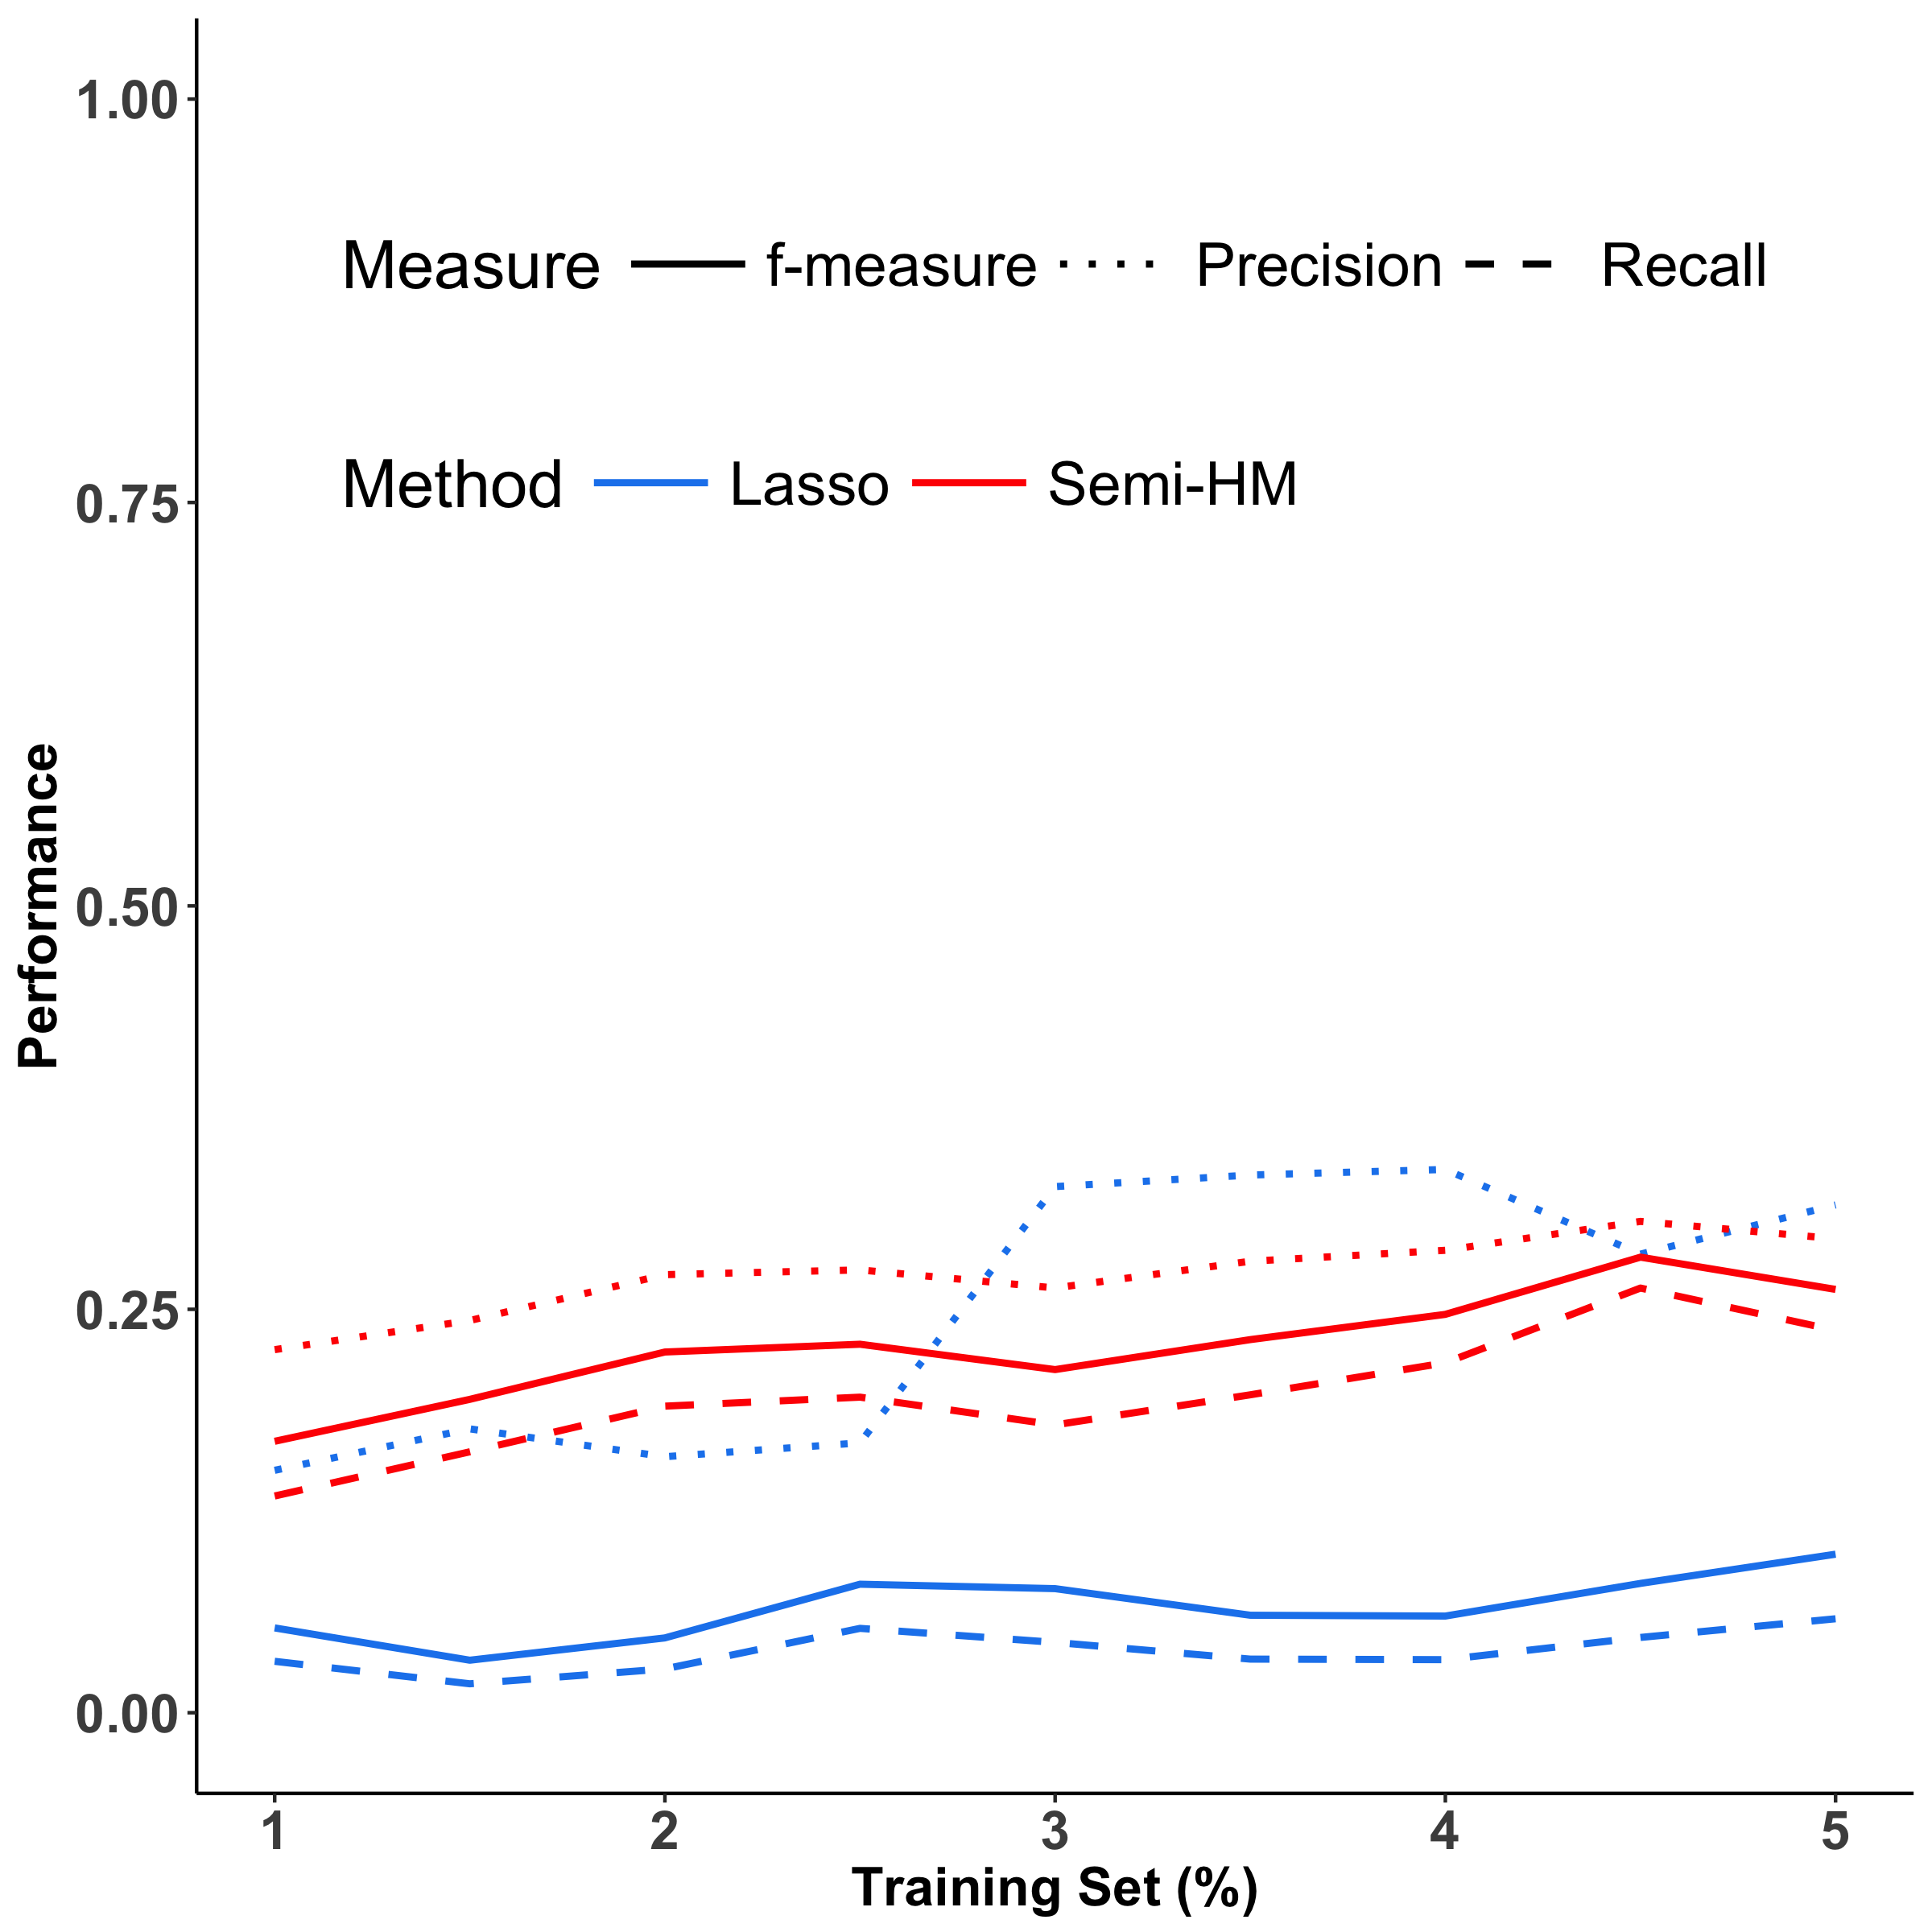 1.00
Measure f-measure Precision Recall
Method Lasso Semi-HM
0.75
0.50
0.25
0.00
Performance
1 2 3 4 5
Training Set (%)